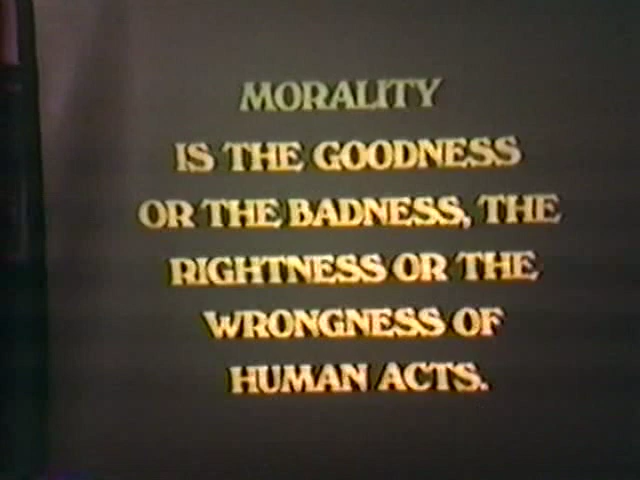 MORALITY
IS THE GOODNESS
OR THE BADNESS, THE
RIGHTNESS OR THE
WRONGNESS OF
HUMAN ACTS.